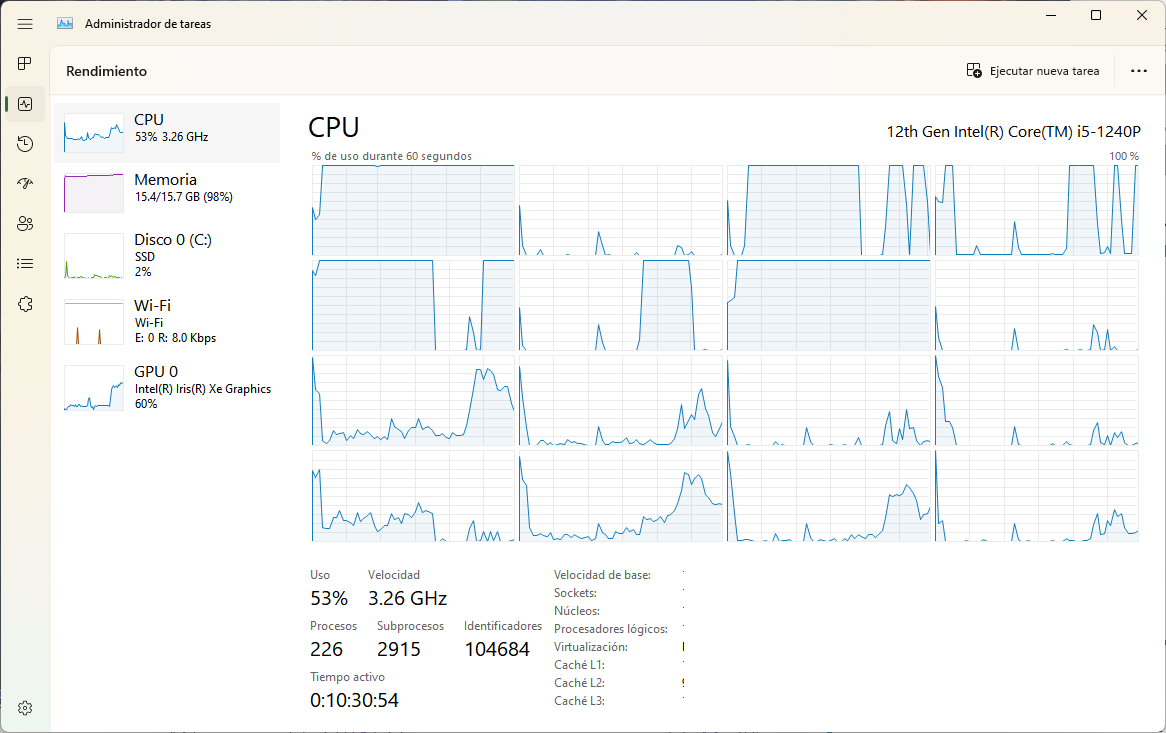 Administrador de tareas
Rendimiento
Ejecutar nueva tarea
CPU
53% 3.26 GHz
Memoria
15.4/15.7 GB (98%)
Disco 0 (C:)
SSD
2%
Wi-Fi
Wi-Fi
E: 0 R: 8.0 Kbps
GPU 0
Intel(R) Iris(R) Xe Graphics
60%
CPU
12th Gen Intel(R) Core(TM) i5-1240P
% de uso durante 60 segundos
100 %
Uso
Velocidad
53%
3.26 GHz
Procesos
Subprocesos
Identificadores
226
2915
104684
Tiempo activo
0:10:30:54
Velocidad de base:
Sockets:
Núcleos:
Procesadores lógicos:
Virtualización:
Caché L1:
Caché L2:
Caché L3: